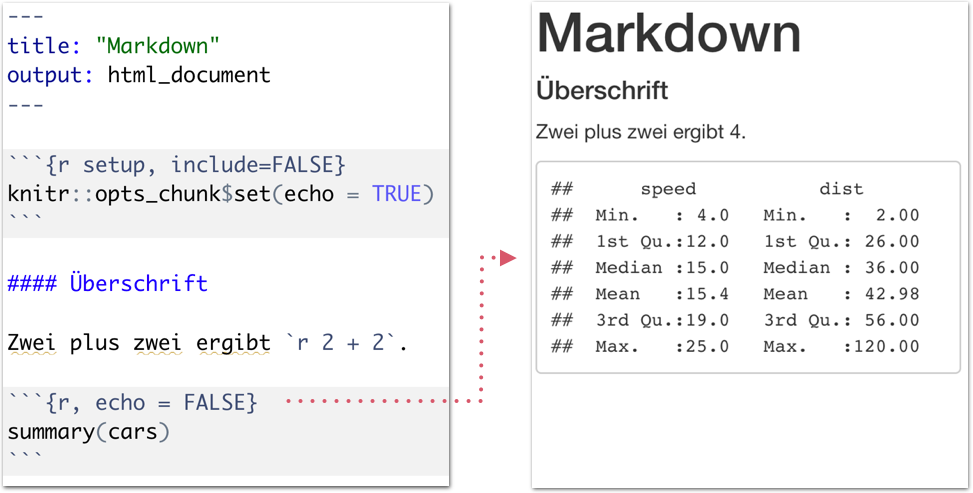 ---
title: "Markdown"
output: html_document
---
```{r setup, include=FALSE}
knitr::opts_chunk$set(echo = TRUE)
```
#### Überschrift
Zwei plus zwei ergibt `r 2 + 2`.
```{r, echo = FALSE}
summary(cars)
```
Markdown
Überschrift
Zwei plus zwei ergibt 4.
##      speed           dist
##  Min.   : 4.0   Min.   :  2.00
##  1st Qu.:12.0   1st Qu.: 26.00
##  Median :15.0   Median : 36.00
##  Mean   :15.4   Mean   : 42.98
##  3rd Qu.:19.0   3rd Qu.: 56.00
##  Max.   :25.0   Max.   :120.00